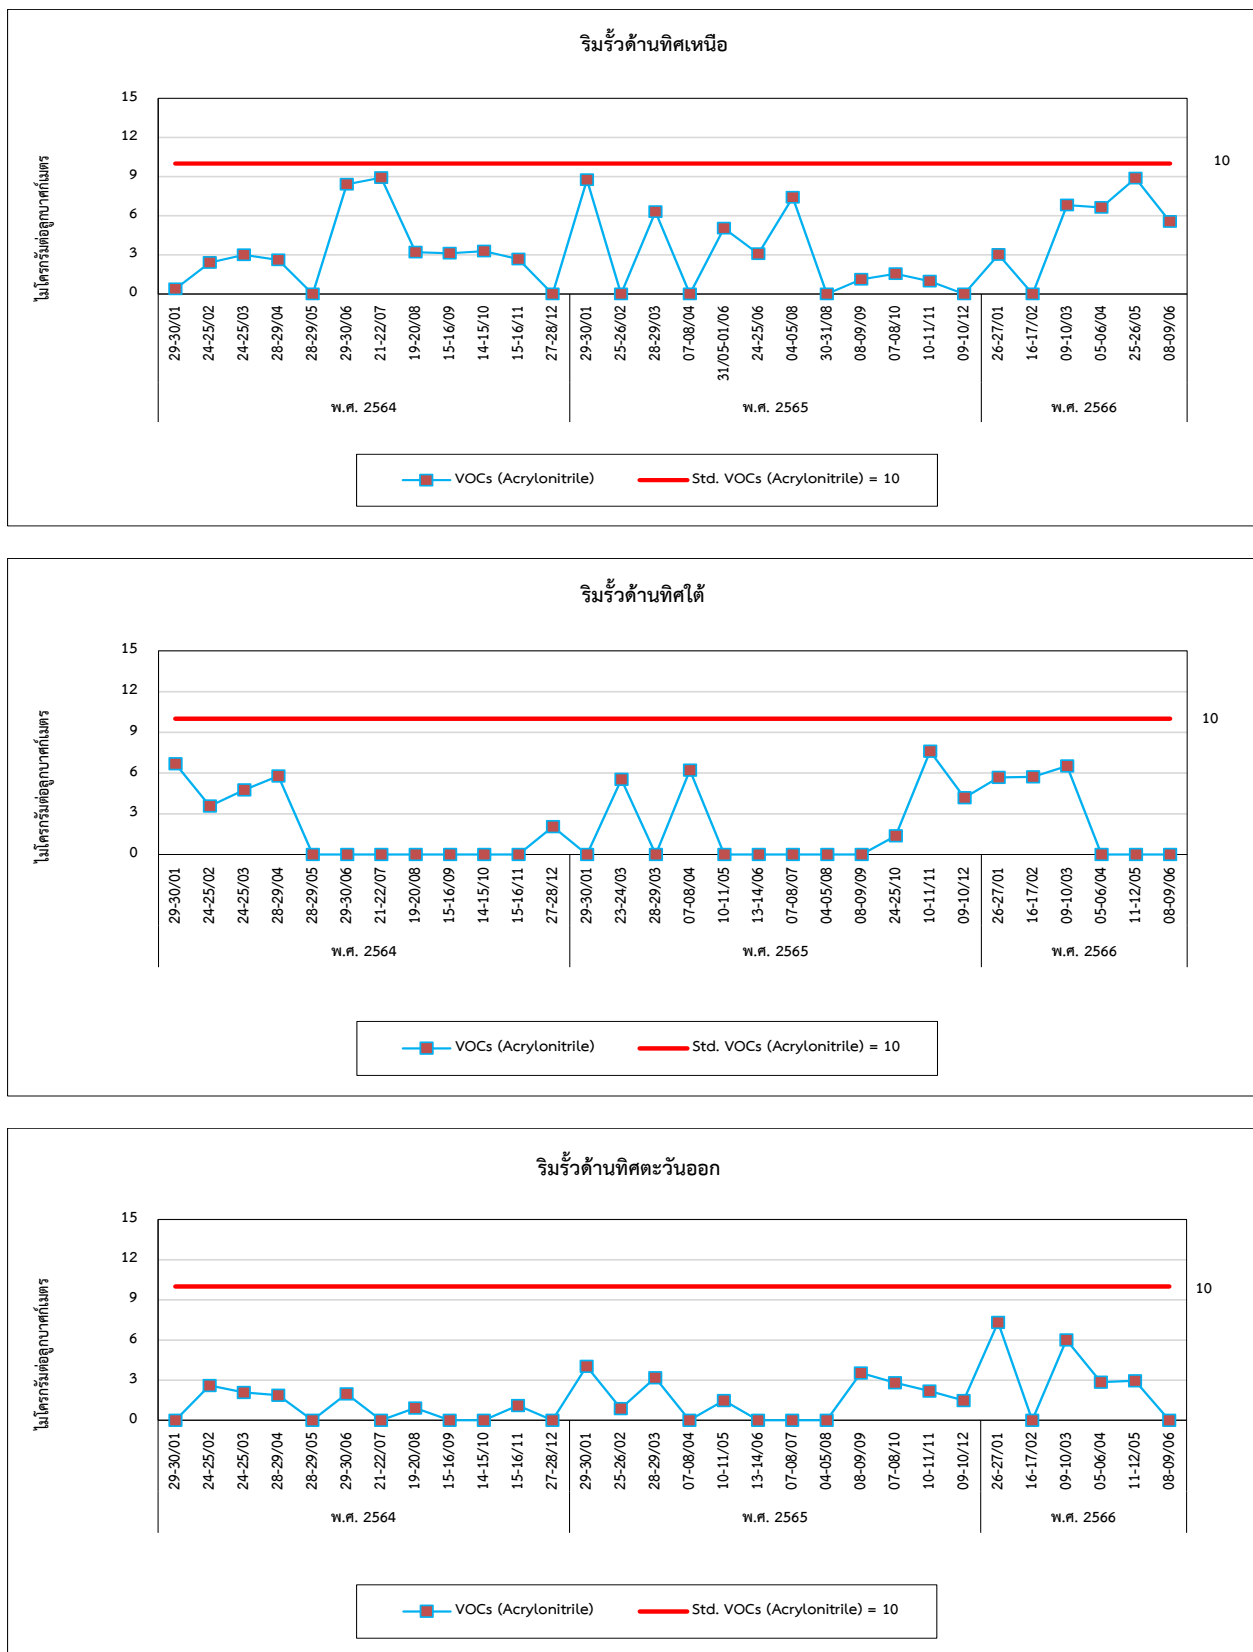 ริมรั้วด้านทิศเหนือ
ไมโครกรัมต่อลูกบาศก์เมตร
15
12
9
6
3
0
10
29-30/01 24-25/02 24-25/03 28-29/04 28-29/05 29-30/06 21-22/07 19-20/08 15-16/09 14-15/10 15-16/11 27-28/12 29-30/01 25-26/02 28-29/03 07-08/04 31/05-01/06 24-25/06 04-05/08 30-31/08 08-09/09 07-08/10 10-11/11 09-10/12 26-27/01 16-17/02 09-10/03 05-06/04 25-26/05 08-09/06
พ.ศ. 2564 พ.ศ. 2565 พ.ศ. 2566
VOCs (Acrylonitrile) Std. VOCs (Acrylonitrile) = 10
ริมรั้วด้านทิศใต้
ไมโครกรัมต่อลูกบาศก์เมตร
15
12
9
6
3
0
10
29-30/01 24-25/02 24-25/03 28-29/04 28-29/05 29-30/06 21-22/07 19-20/08 15-16/09 14-15/10 15-16/11 27-28/12 29-30/01 23-24/03 28-29/03 07-08/04 10-11/05 13-14/06 07-08/07 04-05/08 08-09/09 24-25/10 10-11/11 09-10/12 26-27/01 16-17/02 09-10/03 05-06/04 11-12/05 08-09/06
พ.ศ. 2564 พ.ศ. 2565 พ.ศ. 2566
VOCs (Acrylonitrile) Std. VOCs (Acrylonitrile) = 10
ริมรั้วด้านทิศตะวันออก
ไมโครกรัมต่อลูกบาศก์เมตร
15
12
9
6
3
0
10
29-30/01 24-25/02 24-25/03 28-29/04 28-29/05 29-30/06 21-22/07 19-20/08 15-16/09 14-15/10 15-16/11 27-28/12 29-30/01 25-26/02 28-29/03 07-08/04 10-11/05 13-14/06 07-08/07 04-05/08 08-09/09 07-08/10 10-11/11 09-10/12 26-27/01 16-17/02 09-10/03 05-06/04 11-12/05 08-09/06
พ.ศ. 2564 พ.ศ. 2565 พ.ศ. 2566
VOCs (Acrylonitrile) Std. VOCs (Acrylonitrile) = 10